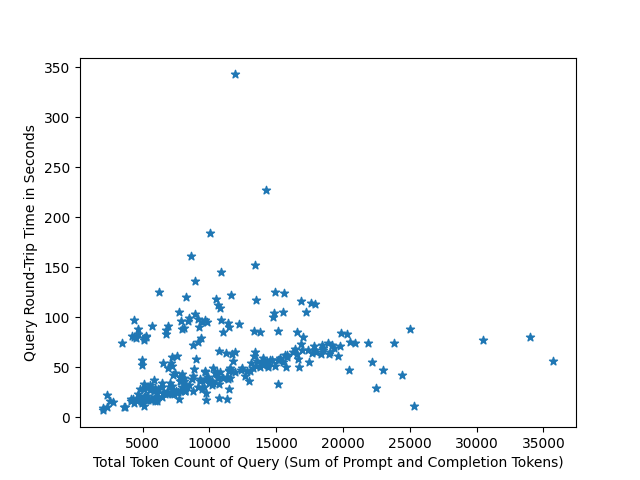 350
300
250
200
150
100
50
0
Query Round-Trip Time in Seconds
5000 10000 15000 20000 25000 30000 35000
Total Token Count of Query (Sum of Prompt and Completion Tokens)